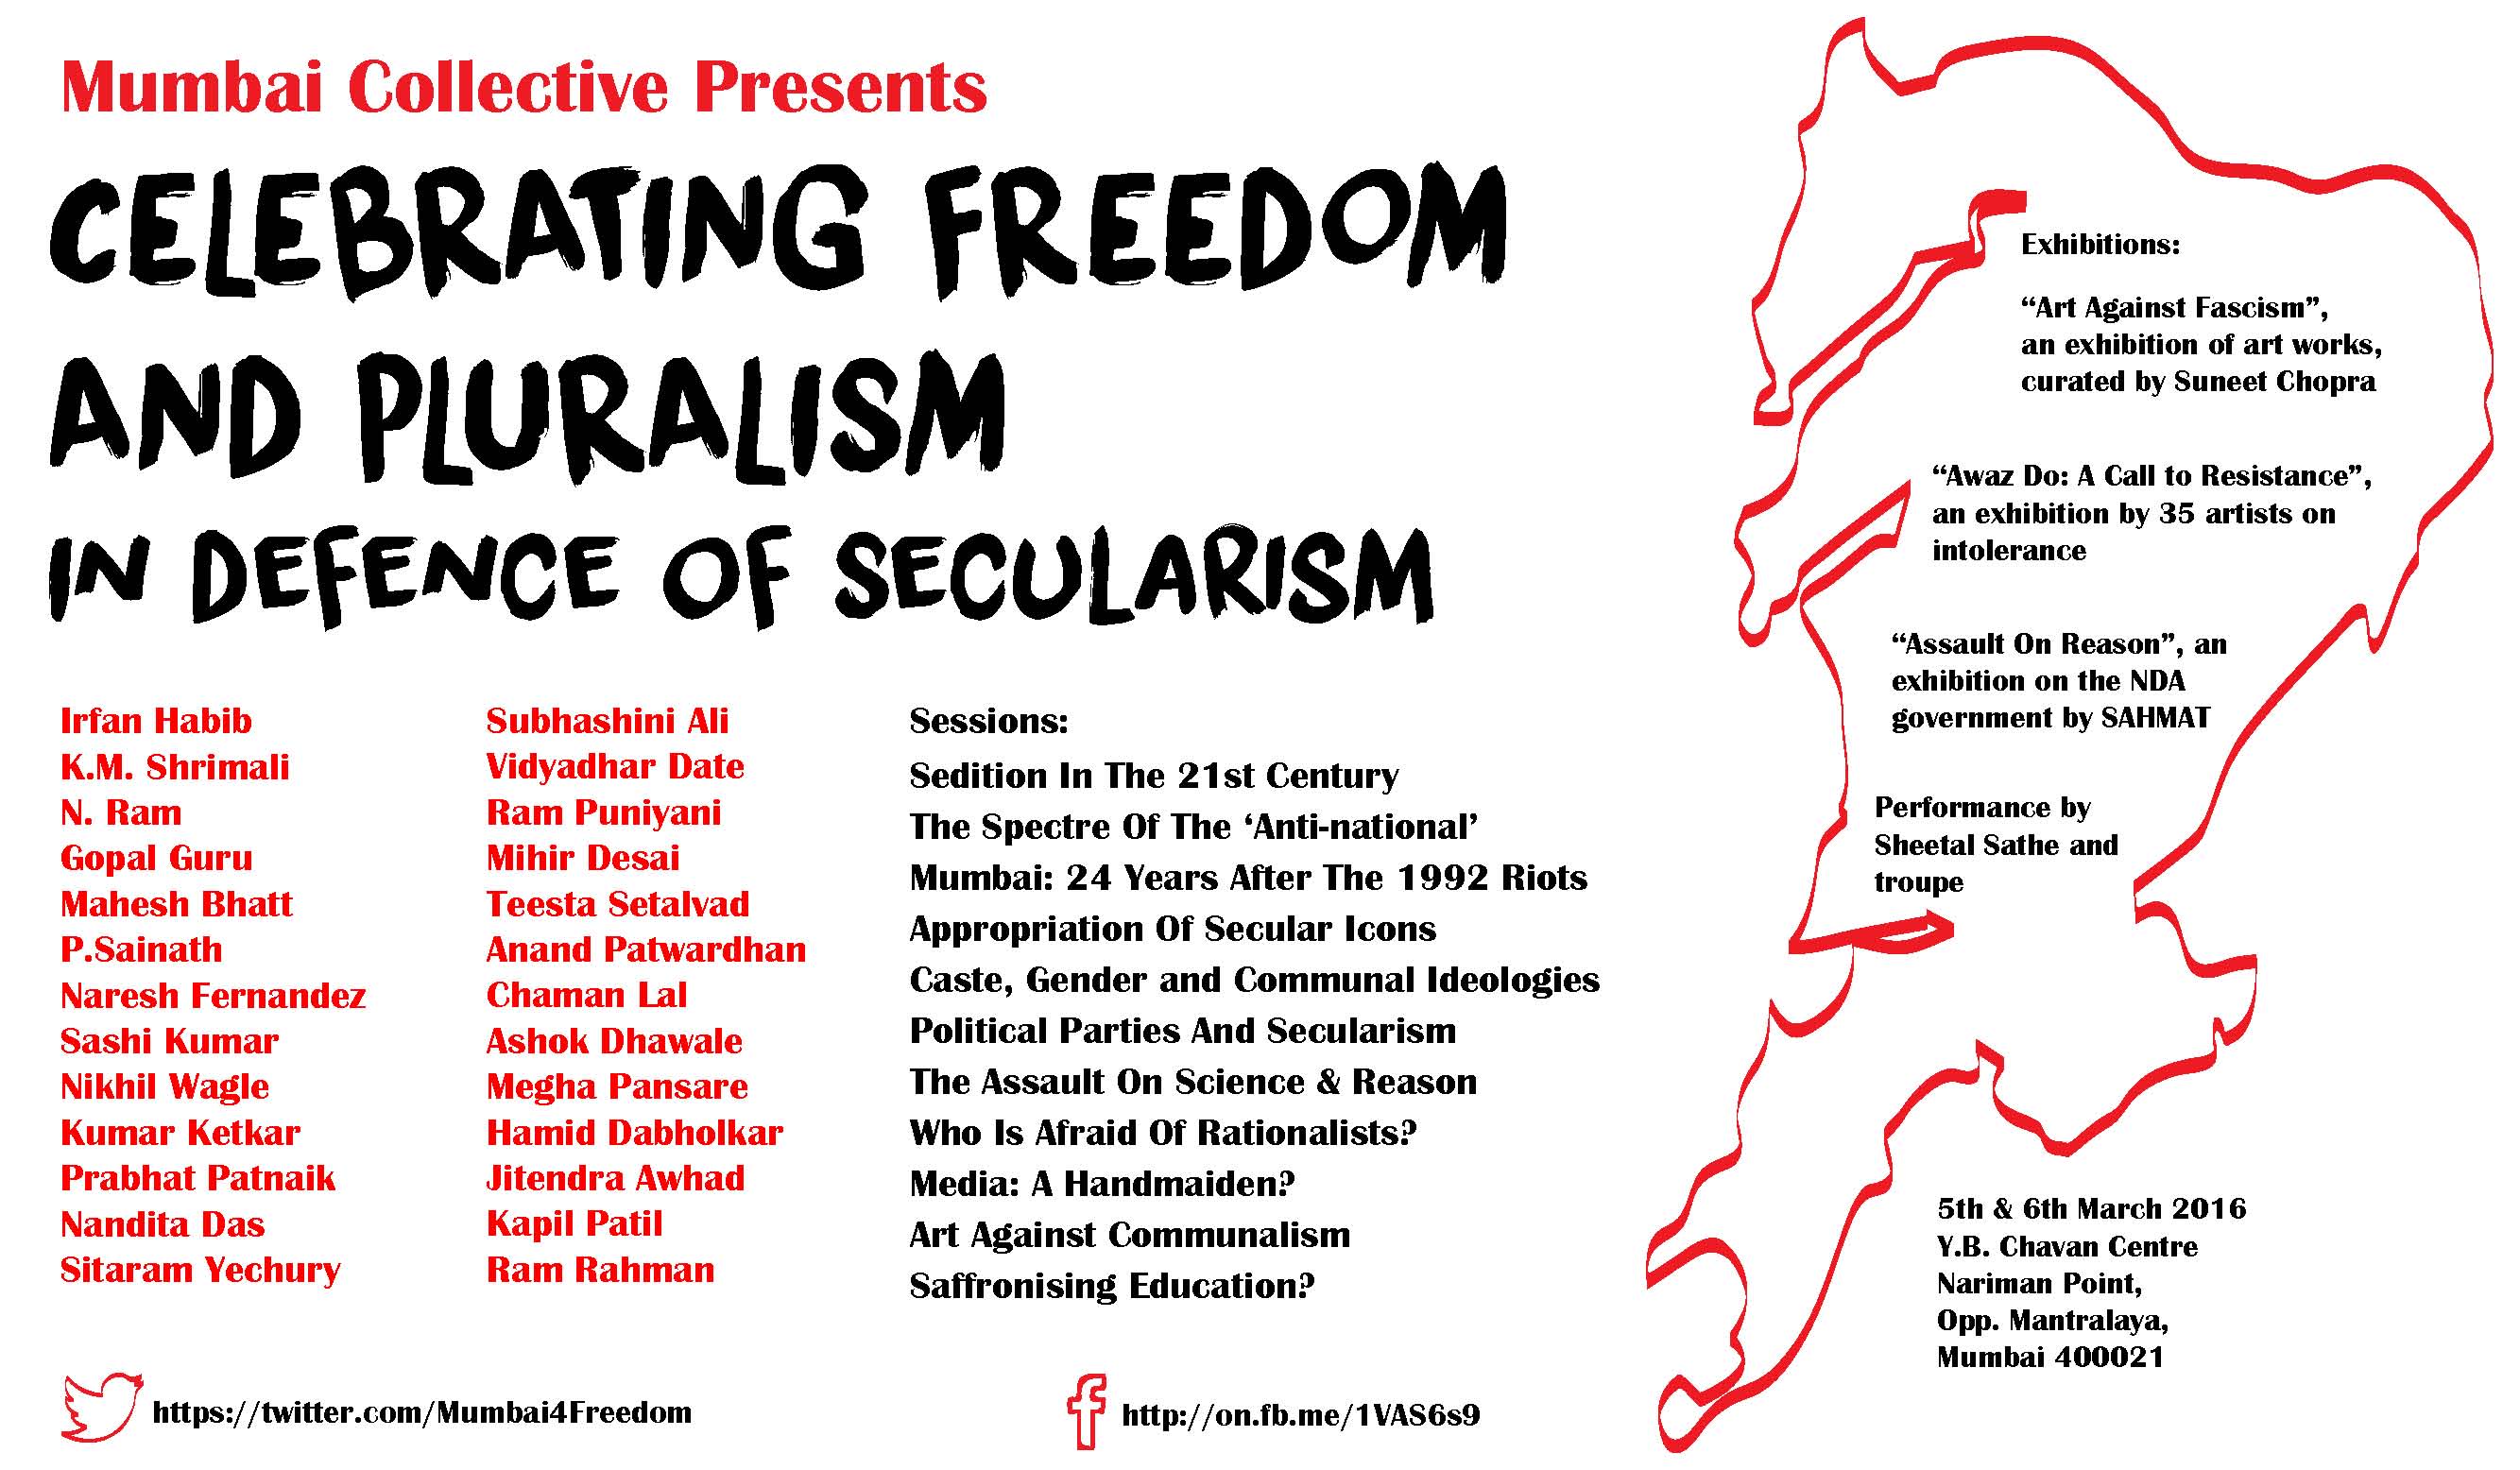 Mumbai Collective Presents
CELEBRATING FREEDOM
AND PLURALISM
IN DEFENCE OF SECULARISM
Irfan Habib
K.M. Shrimali
N. Ram
Gopal Guru
Mahesh Bhatt
P.Sainath
Naresh Fernandez
Sashi Kumar
Nikhil Wagle
Kumar Ketkar
Prabhat Patnaik
Nandita Das
Sitaram Yechury
Subhashini Ali
Vidyadhar Date
Ram Puniyani
Mihir Desai
Teesta Setalvad
Anand Patwardhan
Chaman Lal
Ashok Dhawale
Megha Pansare
Hamid Dabholkar
Jitendra Awhad
Kapil Patil
Ram Rahman
Sessions:
Sedition In The 21st Century
The Spectre Of The ‘Anti-national’
Mumbai: 24 Years After The 1992 Riots
Appropriation Of Secular Icons
Caste, Gender and Communal Ideologies
Political Parties And Secularism
The Assault On Science & Reason
Who Is Afraid Of Rationalists?
Media: A Handmaiden?
Art Against Communalism
Saffronising Education?
Exhibitions:
“Art Against Fascism”,
an exhibition of art works,
curated by Suneet Chopra
“Awaz Do: A Call to Resistance”,
an exhibition by 35 artists on
intolerance
“Assault On Reason”, an
exhibition on the NDA
government by SAHMAT
Performance by
Sheetal Sathe and
troupe
5th & 6th March 2016
Y.B. Chavan Centre
Nariman Point,
Opp. Mantralaya,
Mumbai 400021
https://twitter.com/Mumbai4Freedom
http://on.fb.me/1VAS6s9